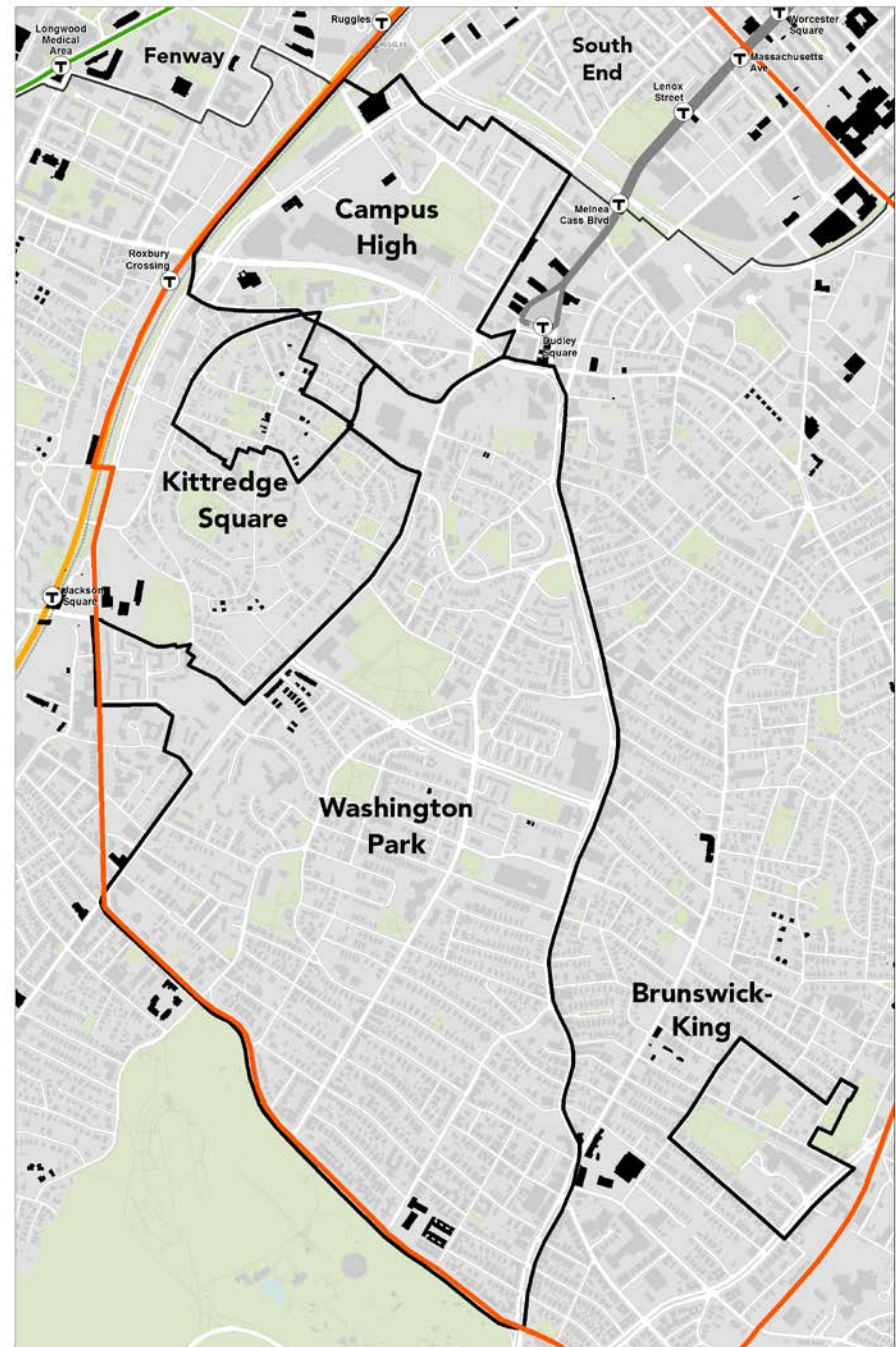 Ruggles
T
Worcester
Square
T
Longwood
Medical
Area
T
Fenway
South
End
Massachusetts
Ave
T
Lenox
Street
T
Campus
High
Melnea
Cass Blvd
T
Roxbury
Crossing
T
T
Dudley
Square
Kittredge
Square
T
Jackson
Square
Washington
Park
Brunswick-
King